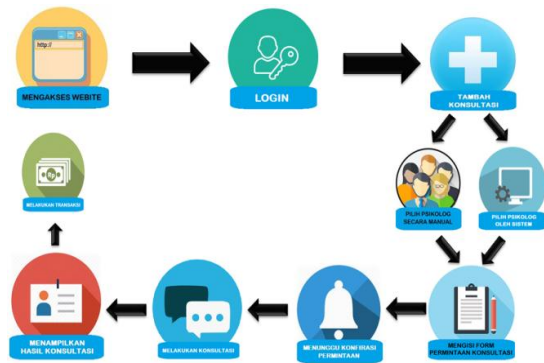 http://
MENGAKSES WEBITE
LOGIN
TAMBAH
KONSULTASI
PILIH PSIKOLOG
SECARA MANUAL
PILIH PSIKOLOG
OLEH SISTEM
MENGISI FORM
PERMINTAAN KONSULTASI
MENUNGGU KONFIRASI
PERMINTAAN
MELAKUKAN KONSULTASI
MENAMPILKAN
HASIL KONSULTASI
Rp
MELAKUKAN TRANSAKSI